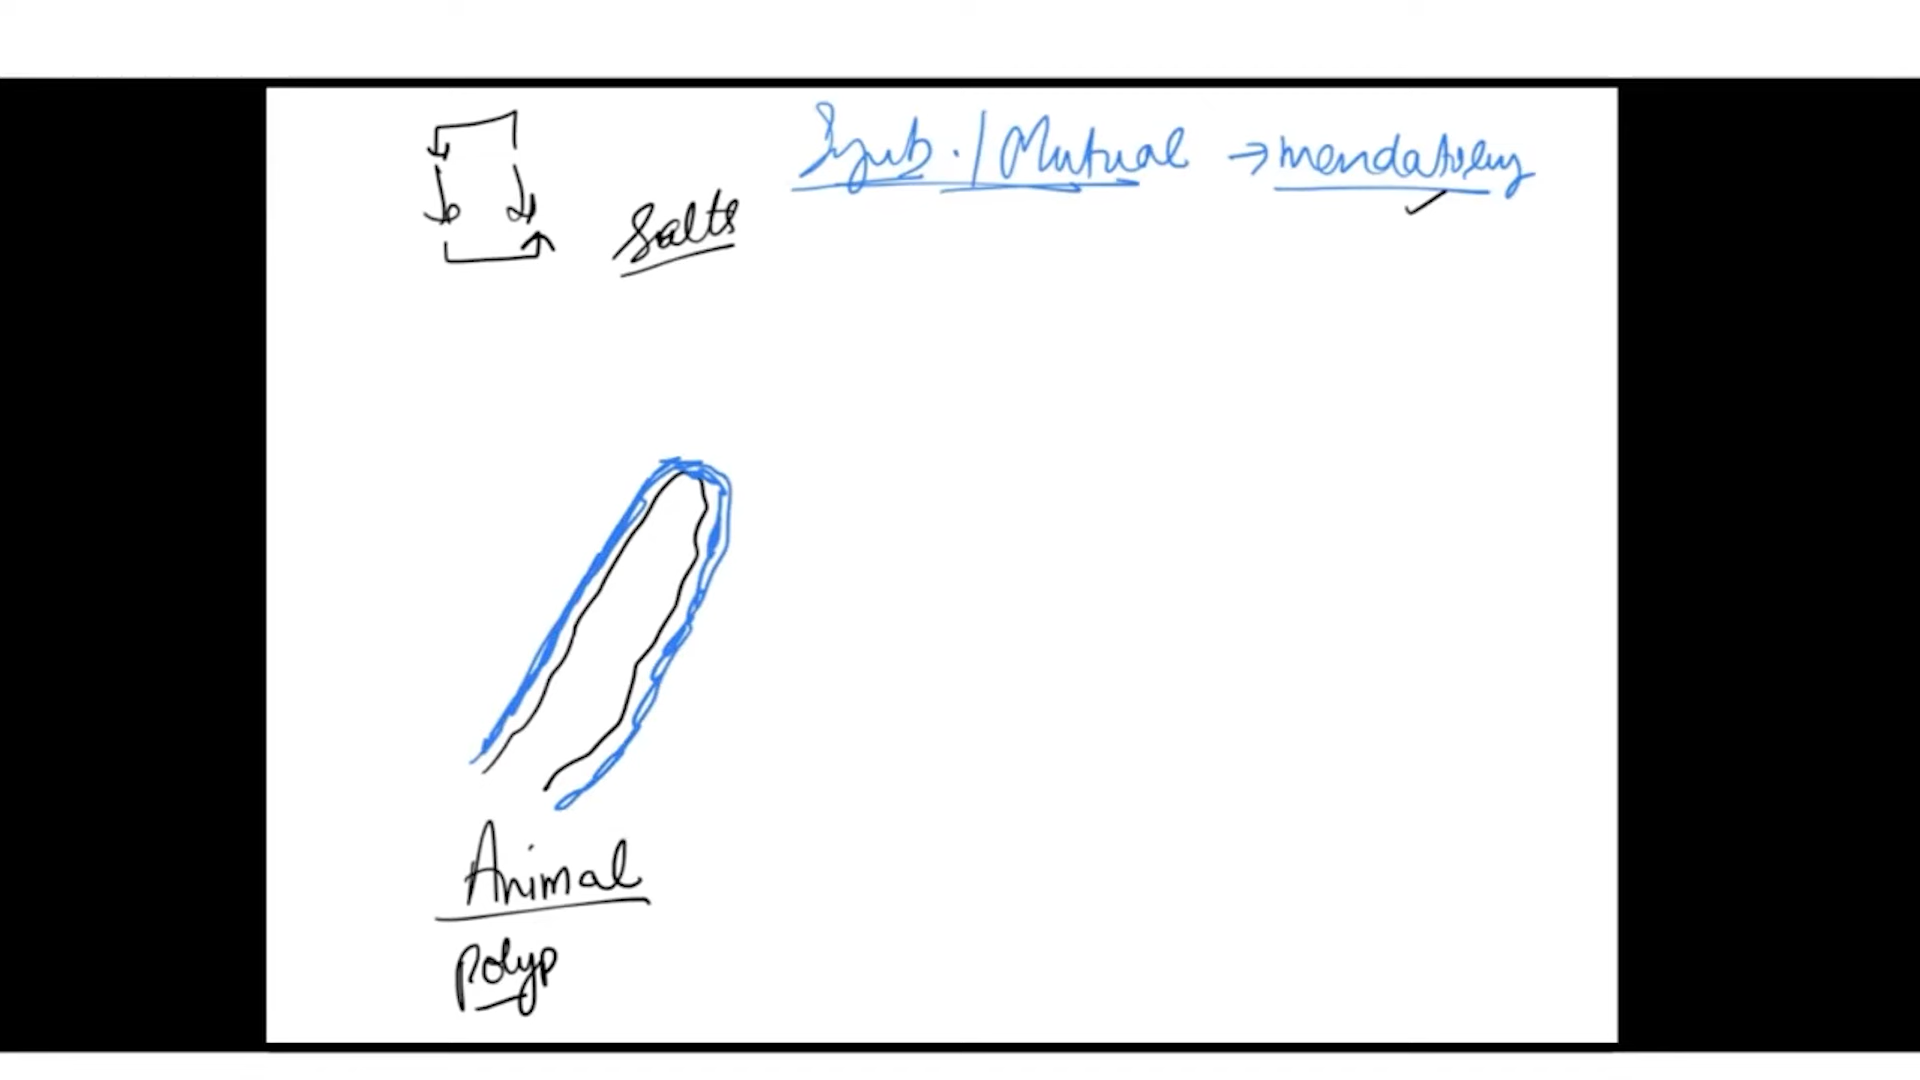 Symb. / Mutual → mendatory
Salts
Animal
polyp